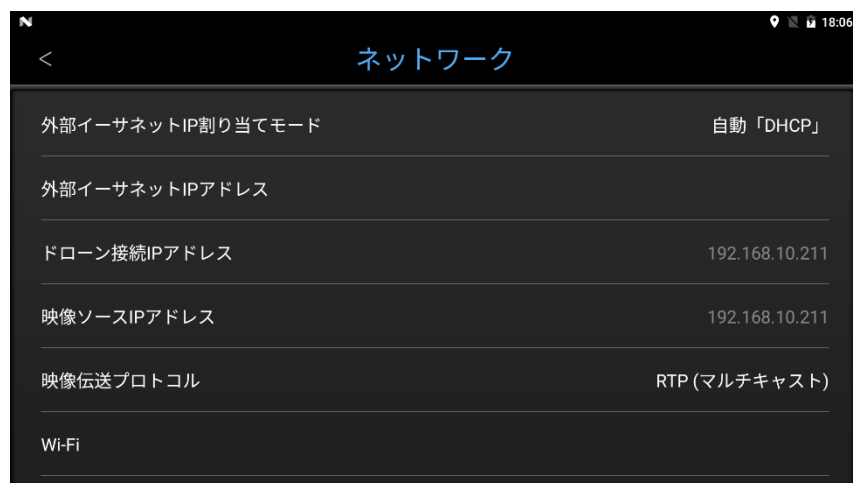 18:06
<
ネットワーク
外部イーサネットIP割り当てモード 自動「DHCP」
外部イーサネットIPアドレス
ドローン接続IPアドレス 192.168.10.211
映像ソースIPアドレス 192.168.10.211
映像伝送プロトコル RTP (マルチキャスト)
Wi-Fi